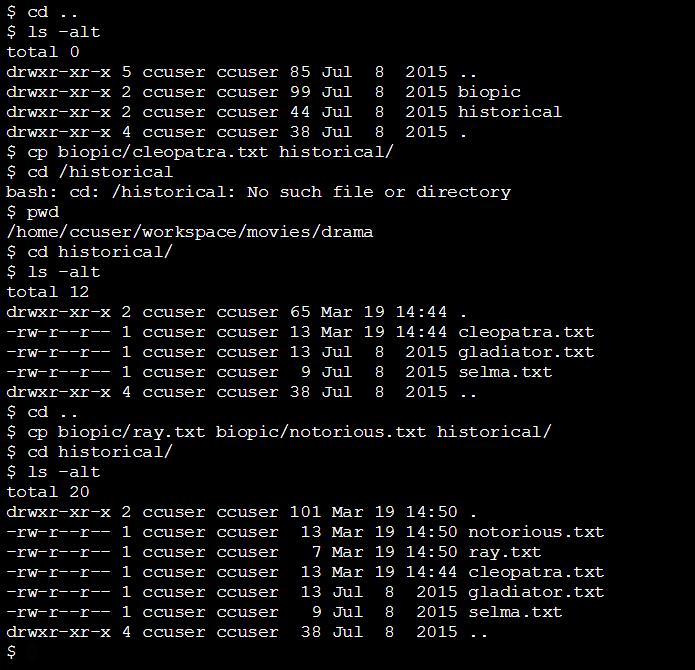 $ cd ..
$ ls -alt
total 0
drwxr-xr-x 5 ccuser ccuser 85 Jul  8  2015 ..
drwxr-xr-x 2 ccuser ccuser 99 Jul  8  2015 biopic
drwxr-xr-x 2 ccuser ccuser 44 Jul  8  2015 historical
drwxr-xr-x 4 ccuser ccuser 38 Jul  8  2015 .
$ cp biopic/cleopatra.txt historical/
$ cd /historical
bash: cd: /historical: No such file or directory
$ pwd
/home/ccuser/workspace/movies/drama
$ cd historical/
$ ls -alt
total 12
drwxr-xr-x 2 ccuser ccuser 65 Mar 19 14:44 .
-rw-r--r-- 1 ccuser ccuser 13 Mar 19 14:44 cleopatra.txt
-rw-r--r-- 1 ccuser ccuser 13 Jul  8  2015 gladiator.txt
-rw-r--r-- 1 ccuser ccuser  9 Jul  8  2015 selma.txt
drwxr-xr-x 4 ccuser ccuser 38 Jul  8  2015 ..
$ cd ..
$ cp biopic/ray.txt biopic/notorious.txt historical/
$ cd historical/
$ ls -alt
total 20
drwxr-xr-x 2 ccuser ccuser 101 Mar 19 14:50 .
-rw-r--r-- 1 ccuser ccuser  13 Mar 19 14:50 notorious.txt
-rw-r--r-- 1 ccuser ccuser   7 Mar 19 14:50 ray.txt
-rw-r--r-- 1 ccuser ccuser  13 Mar 19 14:44 cleopatra.txt
-rw-r--r-- 1 ccuser ccuser  13 Jul  8  2015 gladiator.txt
-rw-r--r-- 1 ccuser ccuser   9 Jul  8  2015 selma.txt
drwxr-xr-x 4 ccuser ccuser  38 Jul  8  2015 ..
$